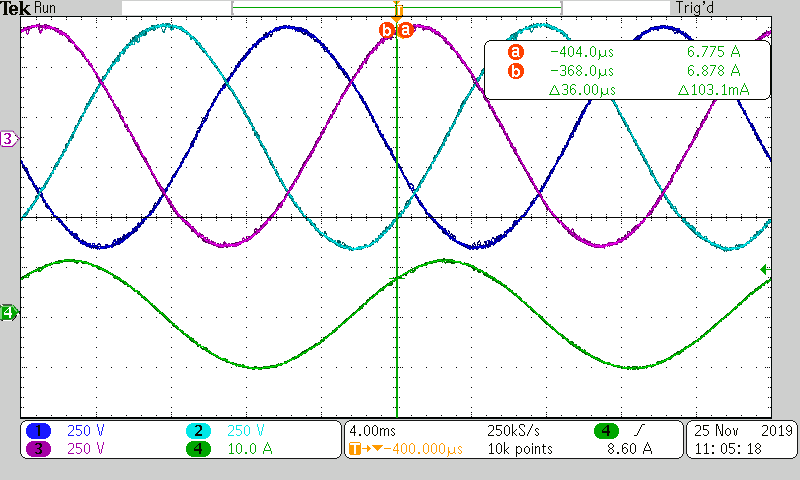 Tek Run Trig'd
b a
a -404.0µs 6.775 A
b -368.0µs 6.878 A
Δ36.00µs Δ103.1mA
3
4
1 250 V 2 250 V
3 250 V 4 10.0 A
4.00ms 250kS/s 4 ∫
T→▼-400.000µs 10k points 8.60 A
25 Nov 2019
11:05:18